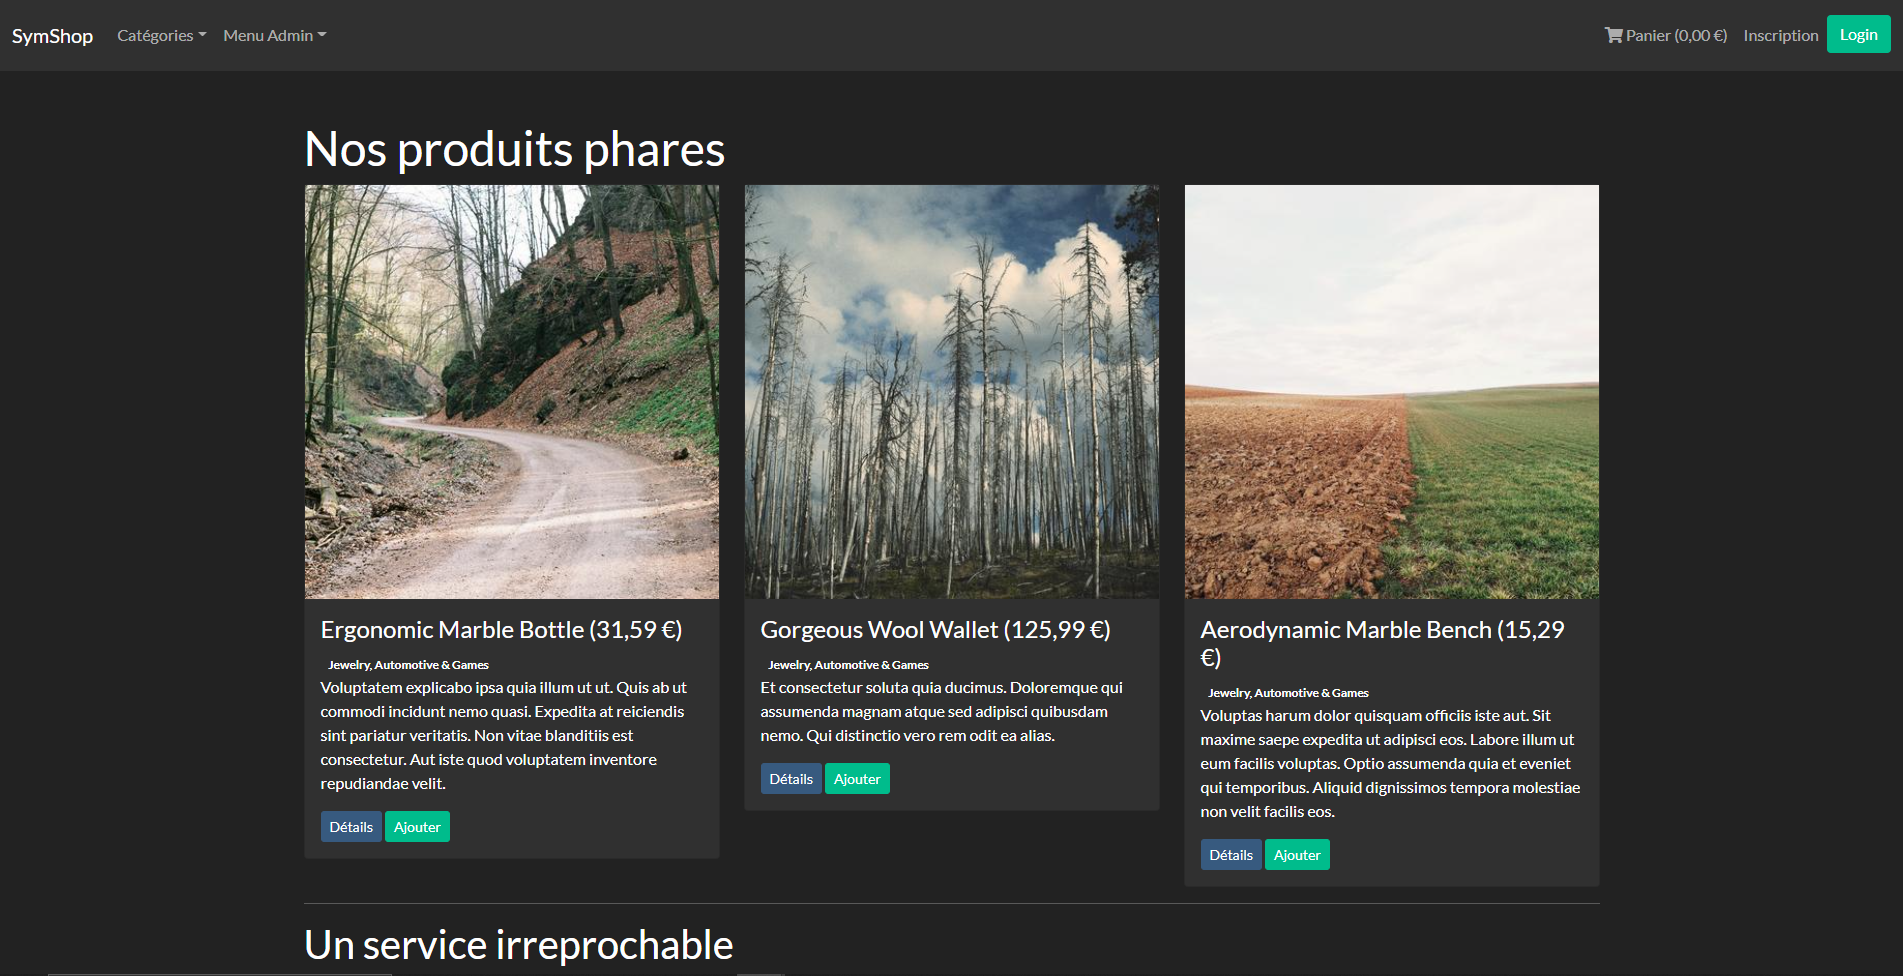 SymShop Catégories Menu Admin Panier (0,00 €) Inscription Login
Nos produits phares
Ergonomic Marble Bottle (31,59 €)
Jewelry, Automotive & Games
Voluptatem explicabo ipsa quia illum ut ut. Quis ab ut
commodi incidunt nemo quasi. Expedita at reiciendis
sint pariatur veritatis. Non vitae blanditiis est
consectetur. Aut iste quod voluptatem inventore
repudiandae velit.
Détails Ajouter
Gorgeous Wool Wallet (125,99 €)
Jewelry, Automotive & Games
Et consectetur soluta quia ducimus. Doloremque qui
assumenda magnam atque sed adipisci quibusdam
nemo. Qui distinctio vero rem odit ea alias.
Détails Ajouter
Aerodynamic Marble Bench (15,29
€)
Jewelry, Automotive & Games
Voluptas harum dolor quisquam officiis iste aut. Sit
maxime saepe expedita ut adipisci eos. Labore illum ut
eum facilis voluptas. Optio assumenda quia et eveniet
qui temporibus. Aliquid dignissimos tempora molestiae
non velit facilis eos.
Détails Ajouter
Un service irreprochable